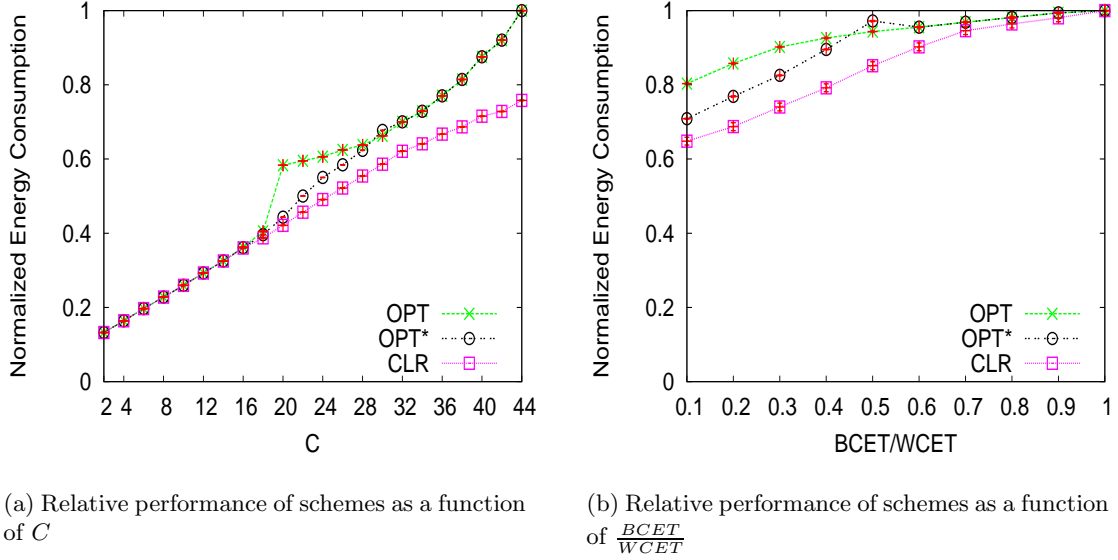 Normalized Energy Consumption
1
0.8
0.6
0.4
0.2
0
OPT
OPT*
CLR
2 4 8 12 16 20 24 28 32 36 40 44
C
(a) Relative performance of schemes as a function
of C
Normalized Energy Consumption
1
0.8
0.6
0.4
0.2
0
OPT
OPT*
CLR
0.1 0.2 0.3 0.4 0.5 0.6 0.7 0.8 0.9 1
BCET/WCET
(b) Relative performance of schemes as a function
of BCET/WCET